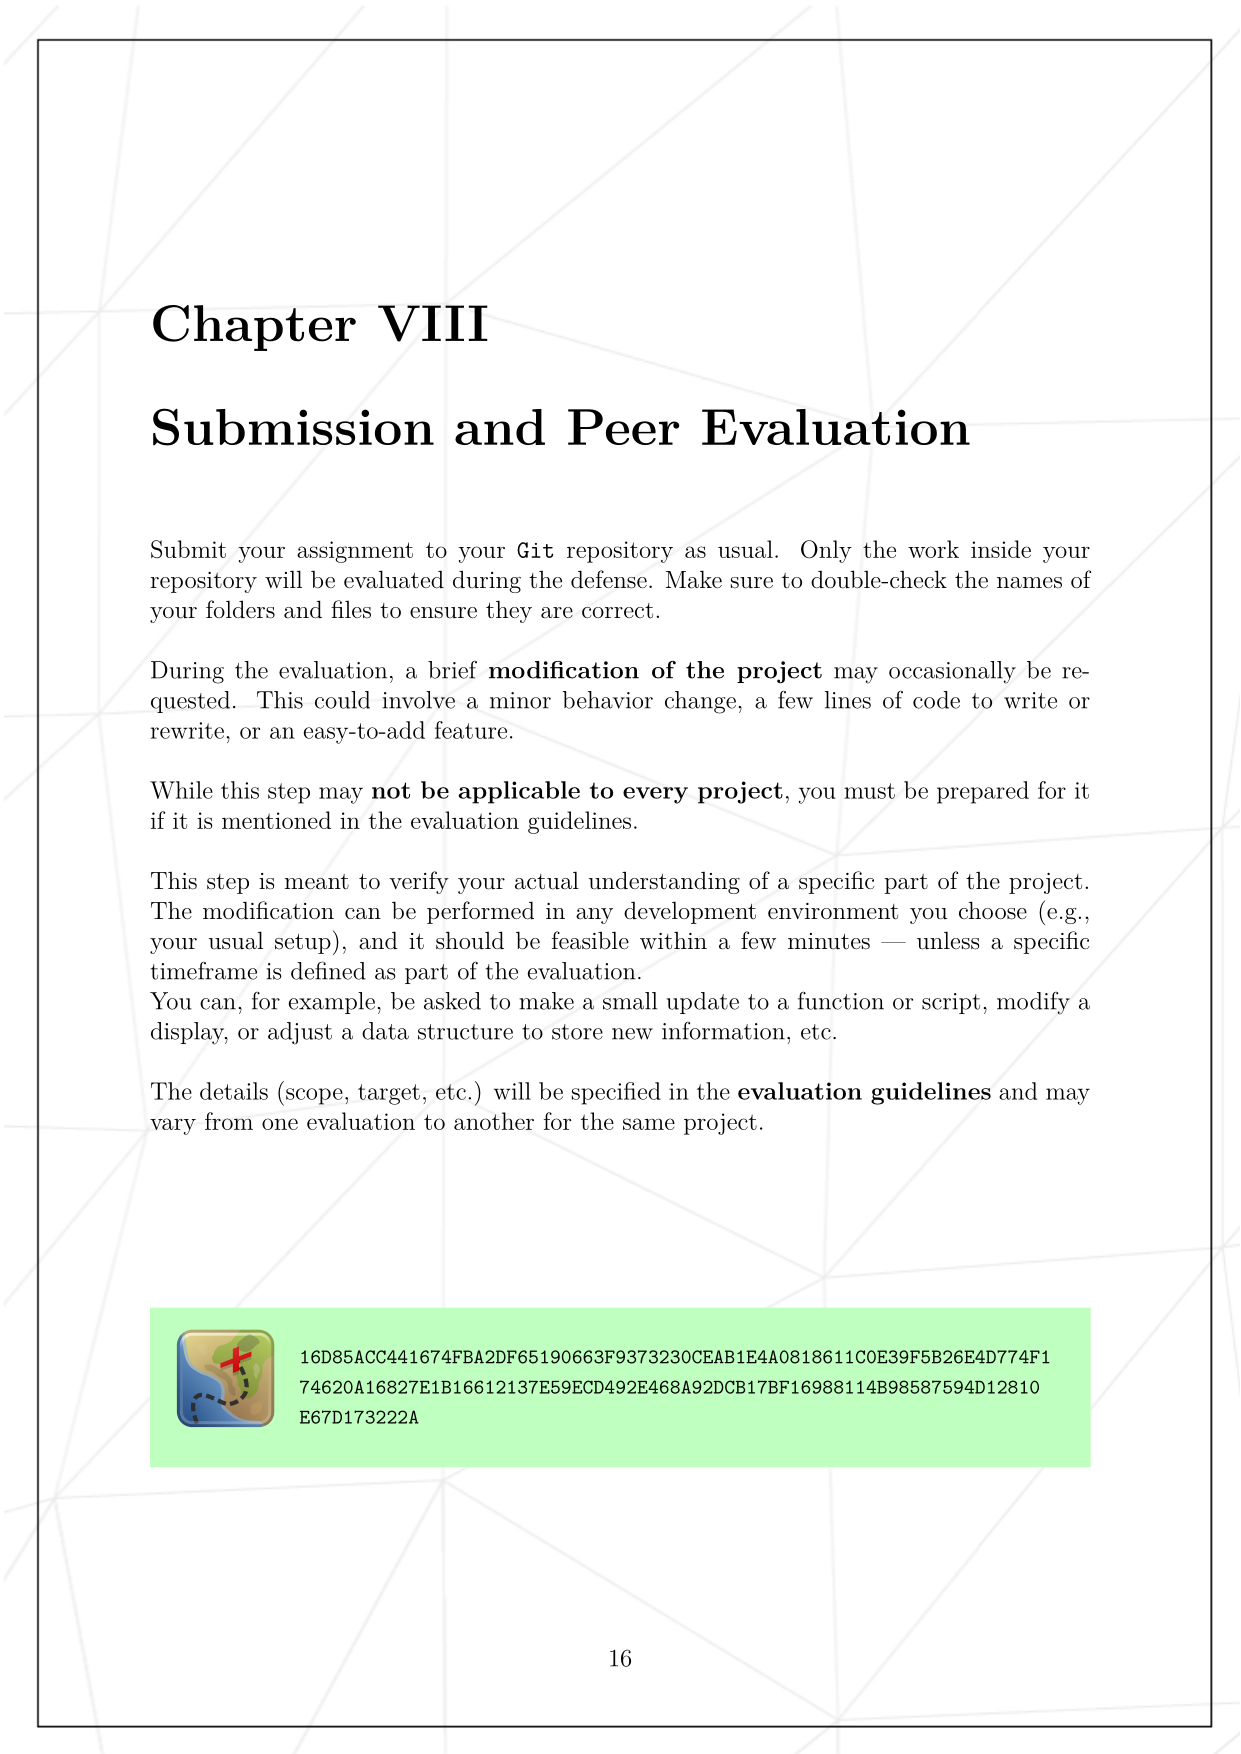 Chapter VIII
Submission and Peer Evaluation
Submit your assignment to your Git repository as usual. Only the work inside your
repository will be evaluated during the defense. Make sure to double-check the names of
your folders and files to ensure they are correct.
During the evaluation, a brief modification of the project may occasionally be re-
quested. This could involve a minor behavior change, a few lines of code to write or
rewrite, or an easy-to-add feature.
While this step may not be applicable to every project, you must be prepared for it
if it is mentioned in the evaluation guidelines.
This step is meant to verify your actual understanding of a specific part of the project.
The modification can be performed in any development environment you choose (e.g.,
your usual setup), and it should be feasible within a few minutes — unless a specific
timeframe is defined as part of the evaluation.
You can, for example, be asked to make a small update to a function or script, modify a
display, or adjust a data structure to store new information, etc.
The details (scope, target, etc.) will be specified in the evaluation guidelines and may
vary from one evaluation to another for the same project.
16D85ACC441674FBA2DF65190663F9373230CEAB1E4A0818611C0E39F5B26E4D774F1
74620A16827E1B16612137E59ECD492E468A92DCB17BF16988114B98587594D12810
E67D173222A
16